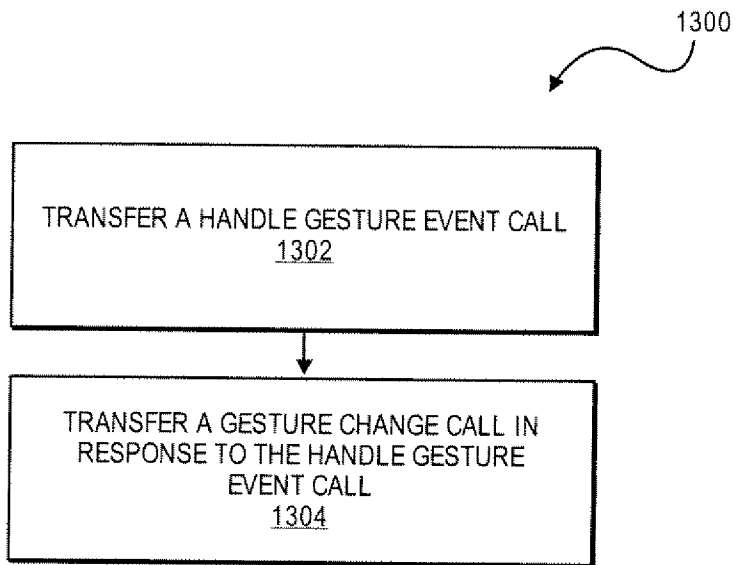 1300
TRANSFER A HANDLE GESTURE EVENT CALL
1302
TRANSFER A GESTURE CHANGE CALL IN
RESPONSE TO THE HANDLE GESTURE
EVENT CALL
1304